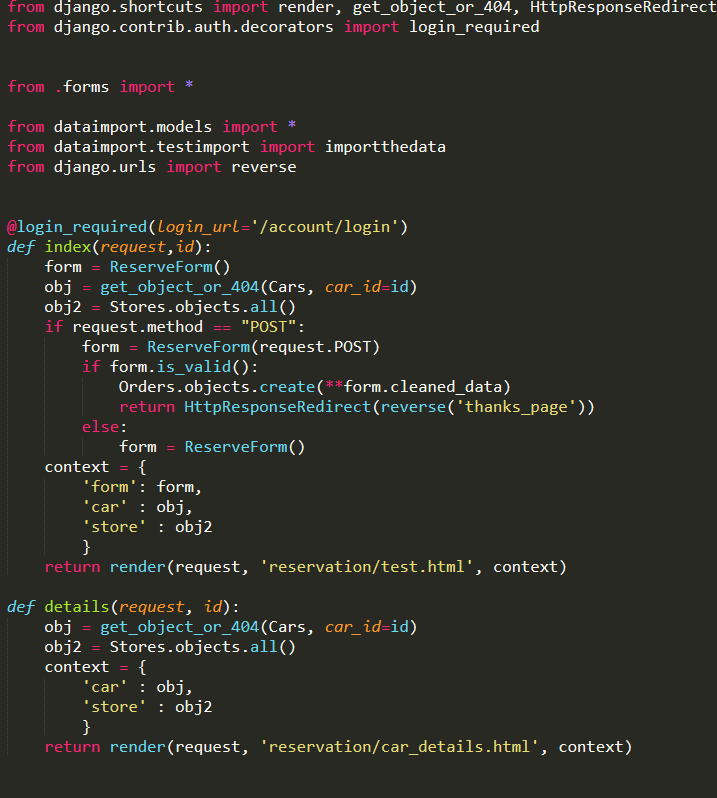 from django.shortcuts import render, get_object_or_404, HttpResponseRedirect
from django.contrib.auth.decorators import login_required
from .forms import *
from dataimport.models import *
from dataimport.testimport import importthedata
from django.urls import reverse
@login_required(login_url='/account/login')
def index(request,id):
    form = ReserveForm()
    obj = get_object_or_404(Cars, car_id=id)
    obj2 = Stores.objects.all()
    if request.method == "POST":
        form = ReserveForm(request.POST)
        if form.is_valid():
            Orders.objects.create(**form.cleaned_data)
            return HttpResponseRedirect(reverse('thanks_page'))
        else:
            form = ReserveForm()
    context = {
        'form': form,
        'car' : obj,
        'store' : obj2
        }
    return render(request, 'reservation/test.html', context)
def details(request, id):
    obj = get_object_or_404(Cars, car_id=id)
    obj2 = Stores.objects.all()
    context = {
        'car' : obj,
        'store' : obj2
        }
    return render(request, 'reservation/car_details.html', context)